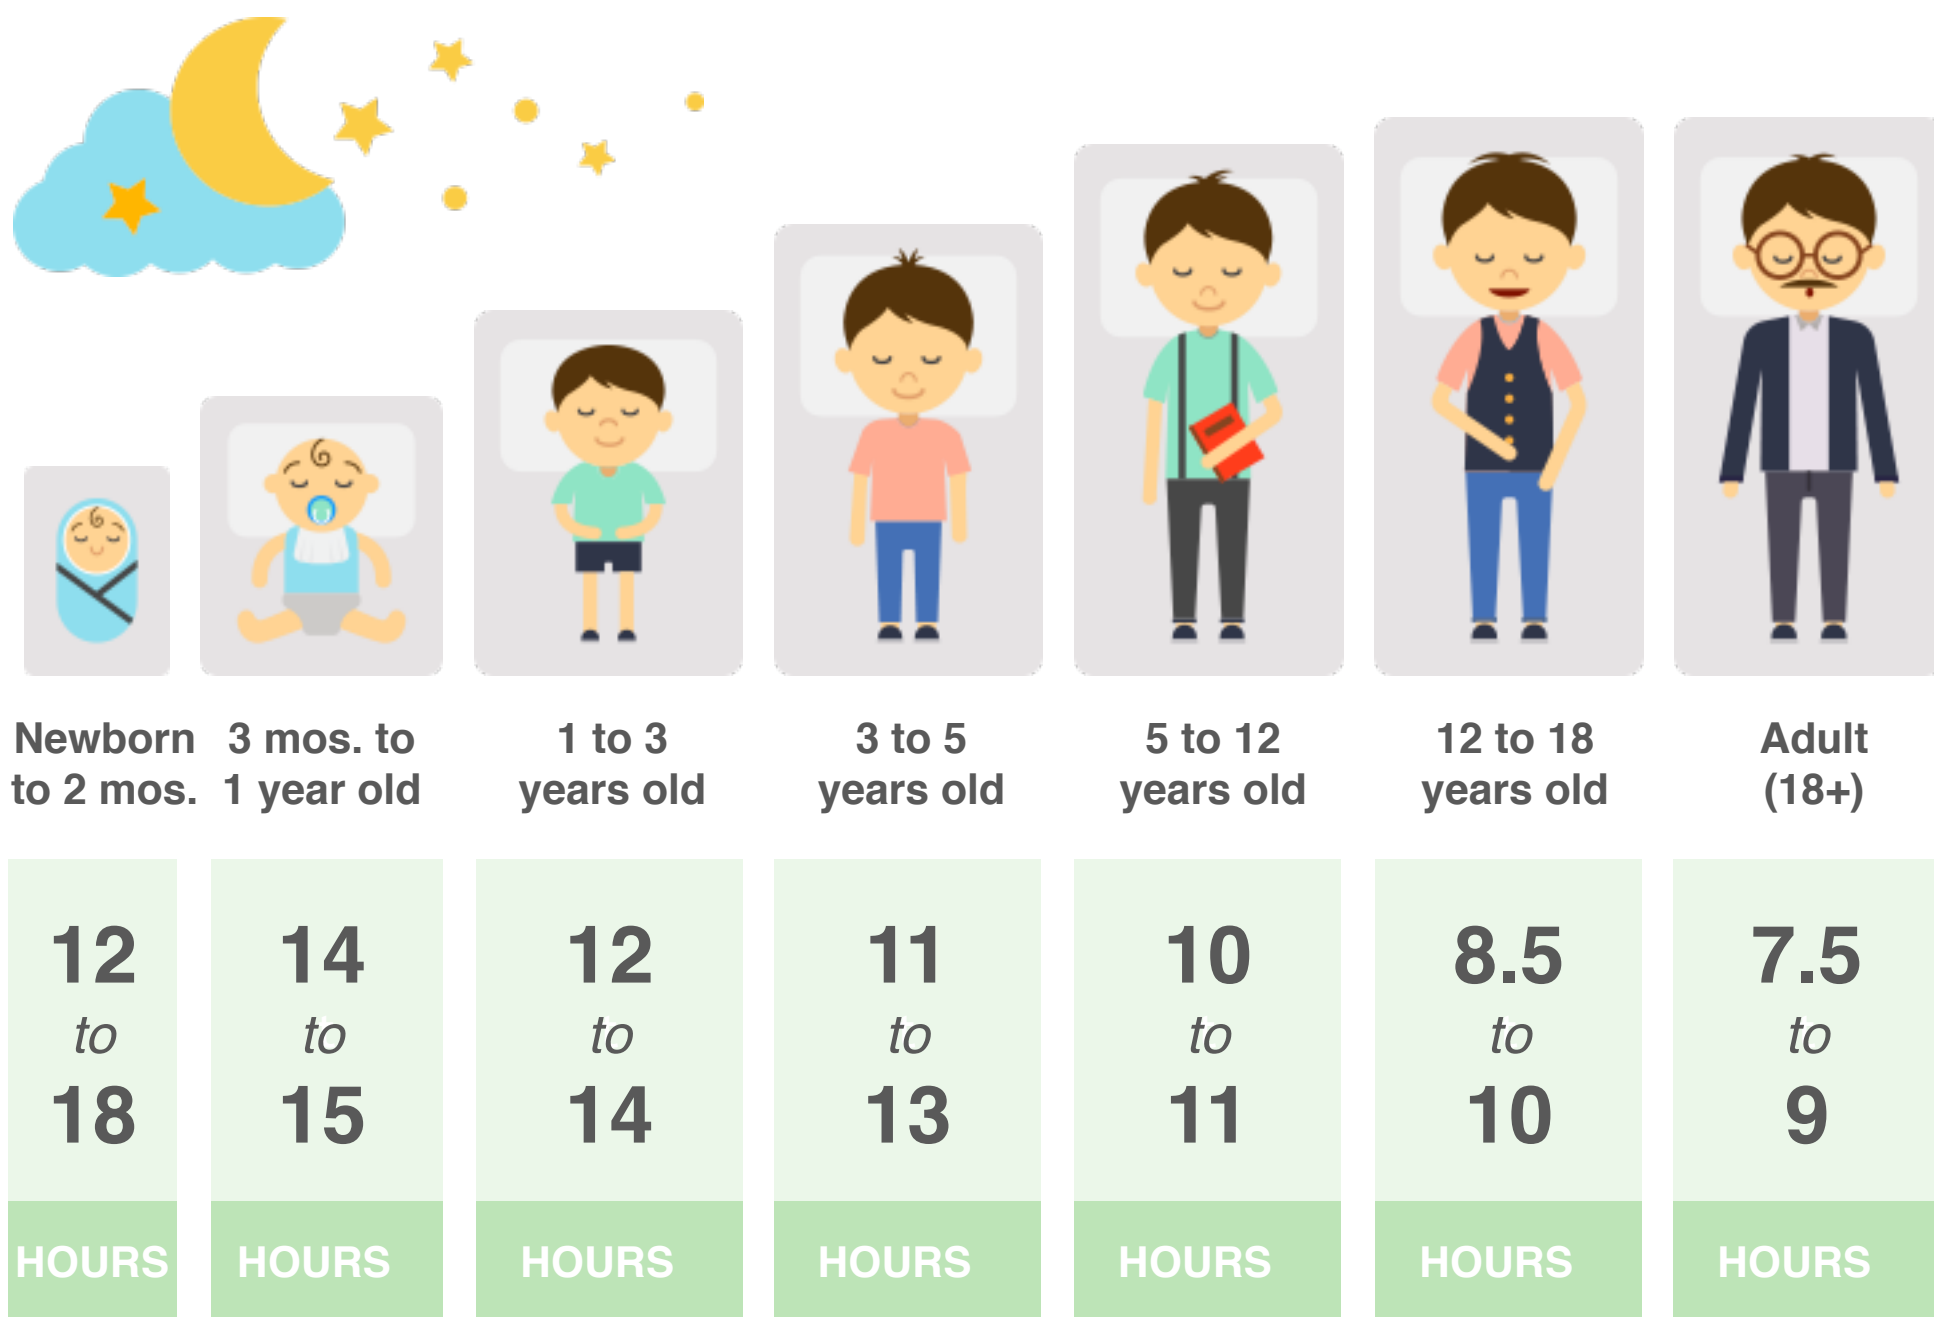 Newborn
to 2 mos.
12
to
18
HOURS
3 mos. to
1 year old
14
to
15
HOURS
1 to 3
years old
12
to
14
HOURS
3 to 5
years old
11
to
13
HOURS
5 to 12
years old
10
to
11
HOURS
12 to 18
years old
8.5
to
10
HOURS
Adult
(18+)
7.5
to
9
HOURS